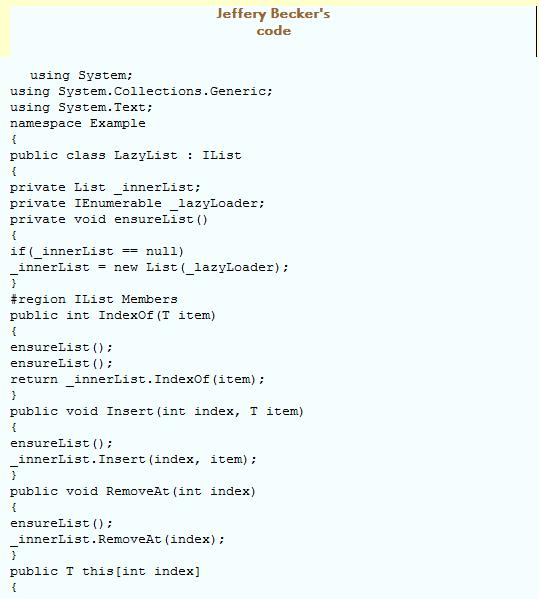 Jeffery Becker's
code
using System;
using System.Collections.Generic;
using System.Text;
namespace Example
{
public class LazyList : IList
{
private List _innerList;
private IEnumerable _lazyLoader;
private void ensureList()
{
if(_innerList == null)
_innerList = new List(_lazyLoader);
}
#region IList Members
public int IndexOf(T item)
{
ensureList();
ensureList();
return _innerList.IndexOf(item);
}
public void Insert(int index, T item)
{
ensureList();
_innerList.Insert(index, item);
}
public void RemoveAt(int index)
{
ensureList();
_innerList.RemoveAt(index);
}
public T this[int index]
{